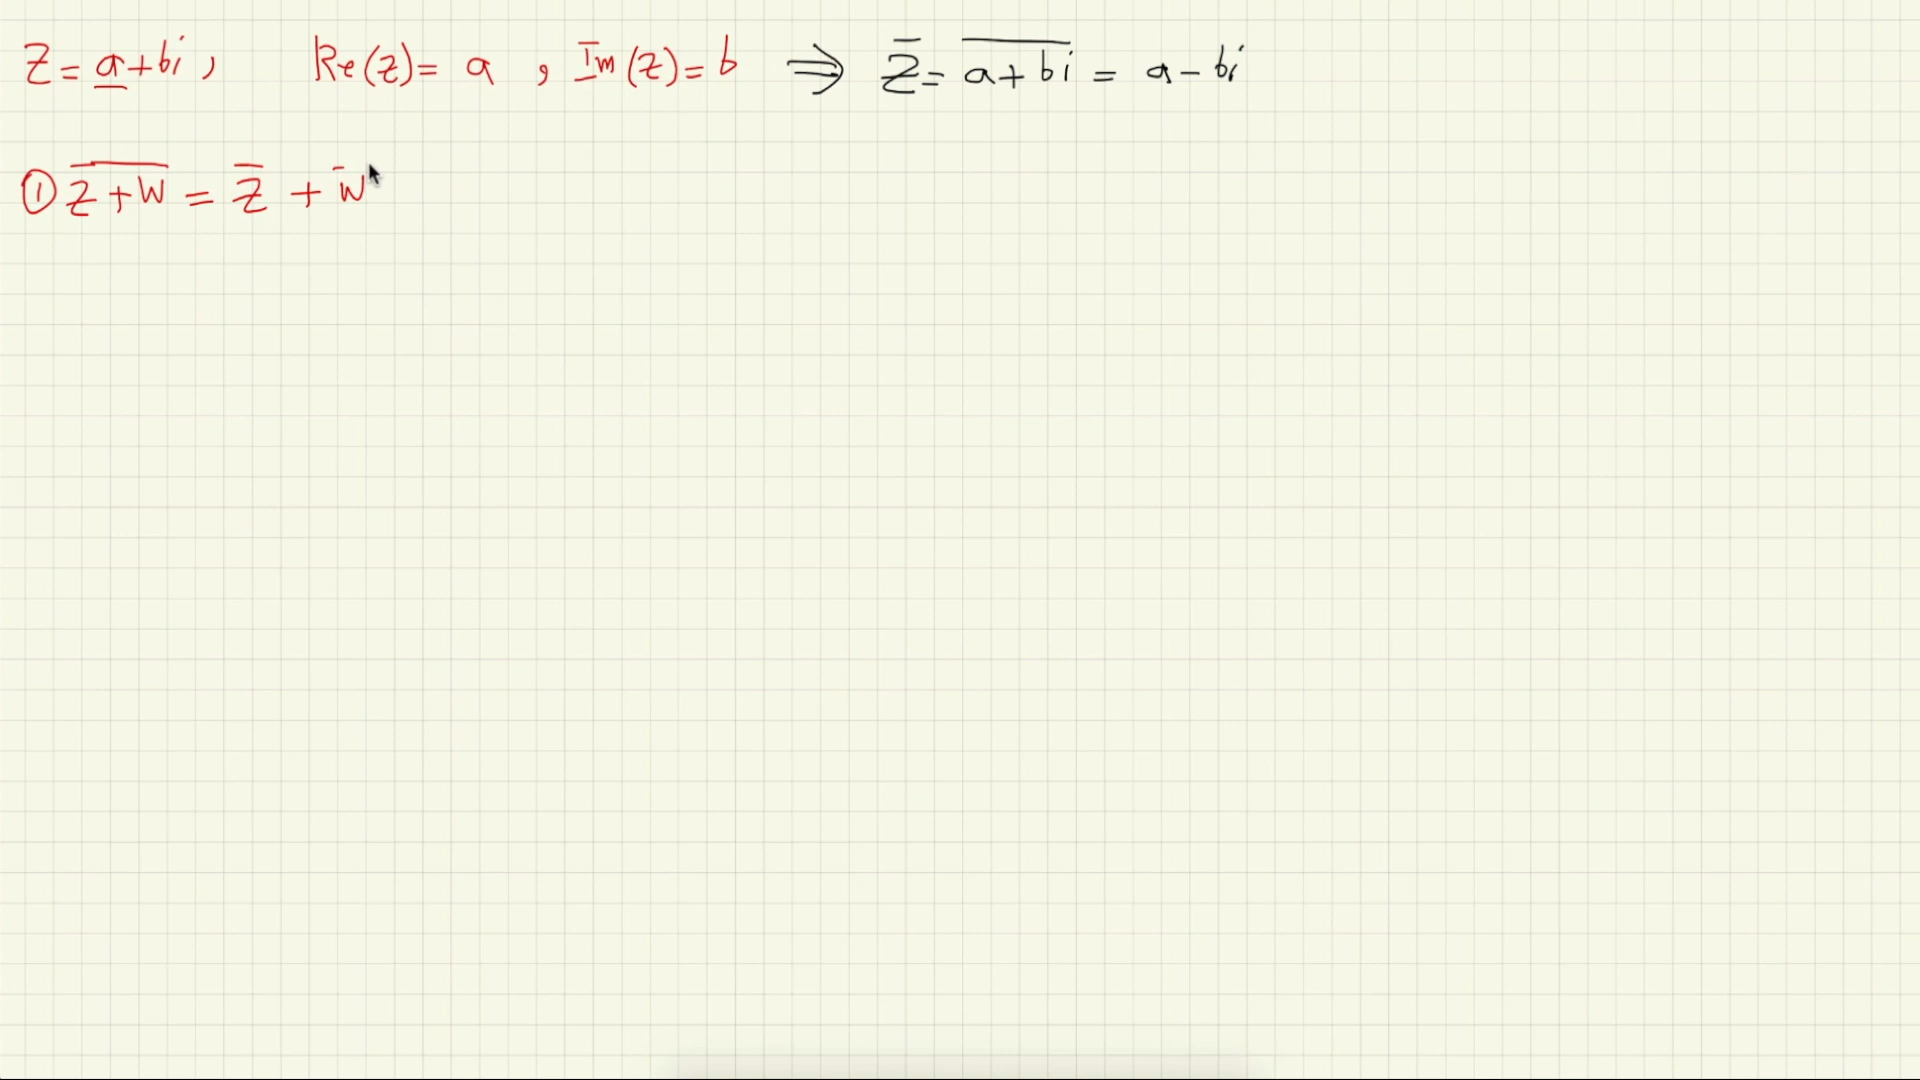 z = a+bi , Re(z) = a , Im(z) = b ⇒ z̅ = \overline{a+bi} = a - bi
① \overline{z+w} = z̅ + w̅